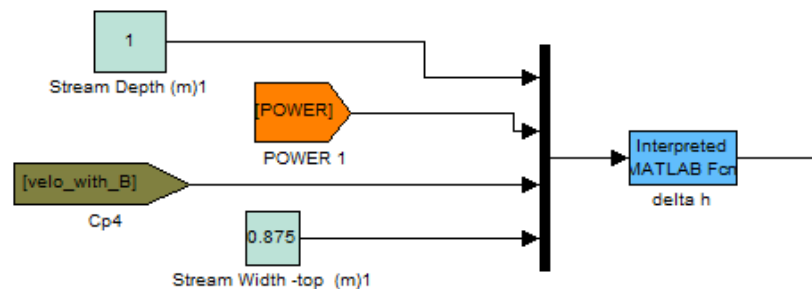 1
Stream Depth (m)1
[POWER]
POWER 1
[velo_with_B]
Cp4
0.875
Stream Width -top  (m)1
Interpreted
MATLAB Fcn
delta h